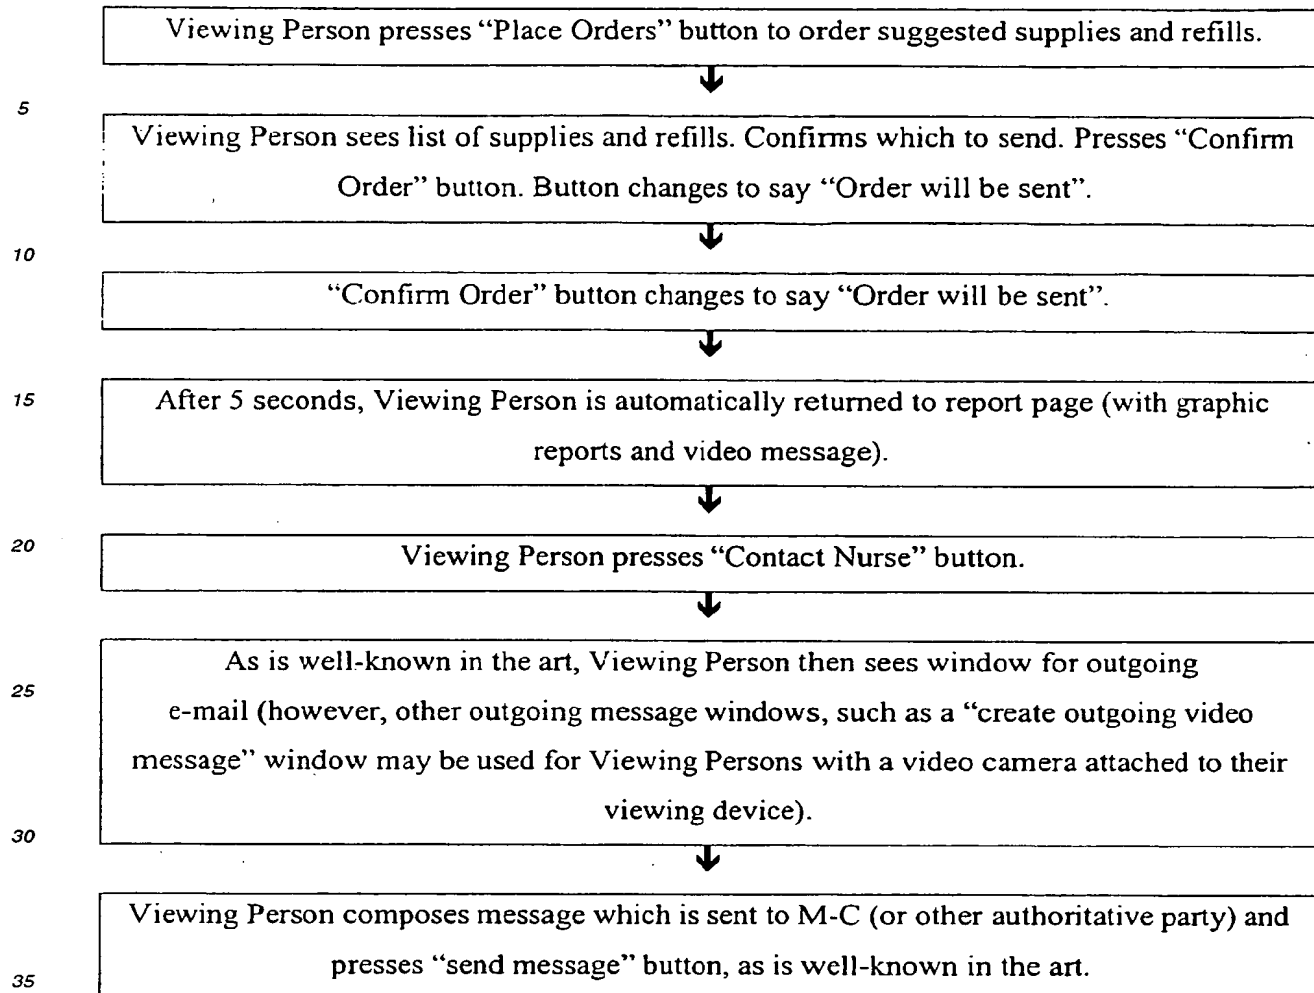 Viewing Person presses “Place Orders” button to order suggested supplies and refills.
5
Viewing Person sees list of supplies and refills. Confirms which to send. Presses “Confirm
Order” button. Button changes to say “Order will be sent”.
10
“Confirm Order” button changes to say “Order will be sent”.
15
After 5 seconds, Viewing Person is automatically returned to report page (with graphic
reports and video message).
20
Viewing Person presses “Contact Nurse” button.
As is well-known in the art, Viewing Person then sees window for outgoing
25
e-mail (however, other outgoing message windows, such as a “create outgoing video
message” window may be used for Viewing Persons with a video camera attached to their
viewing device).
30
Viewing Person composes message which is sent to M-C (or other authoritative party) and
presses “send message” button, as is well-known in the art.
35